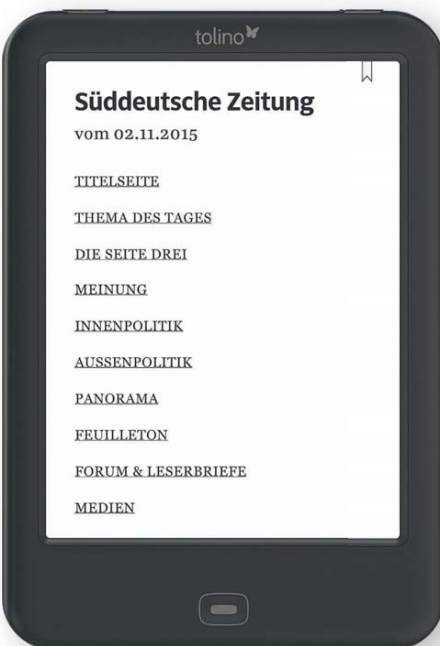 tolino
Süddeutsche Zeitung
vom 02.11.2015
TITELSEITE
THEMA DES TAGES
DIE SEITE DREI
MEINUNG
INNENPOLITIK
AUSSENPOLITIK
PANORAMA
FEUILLETON
FORUM & LESERBRIEFE
MEDIEN